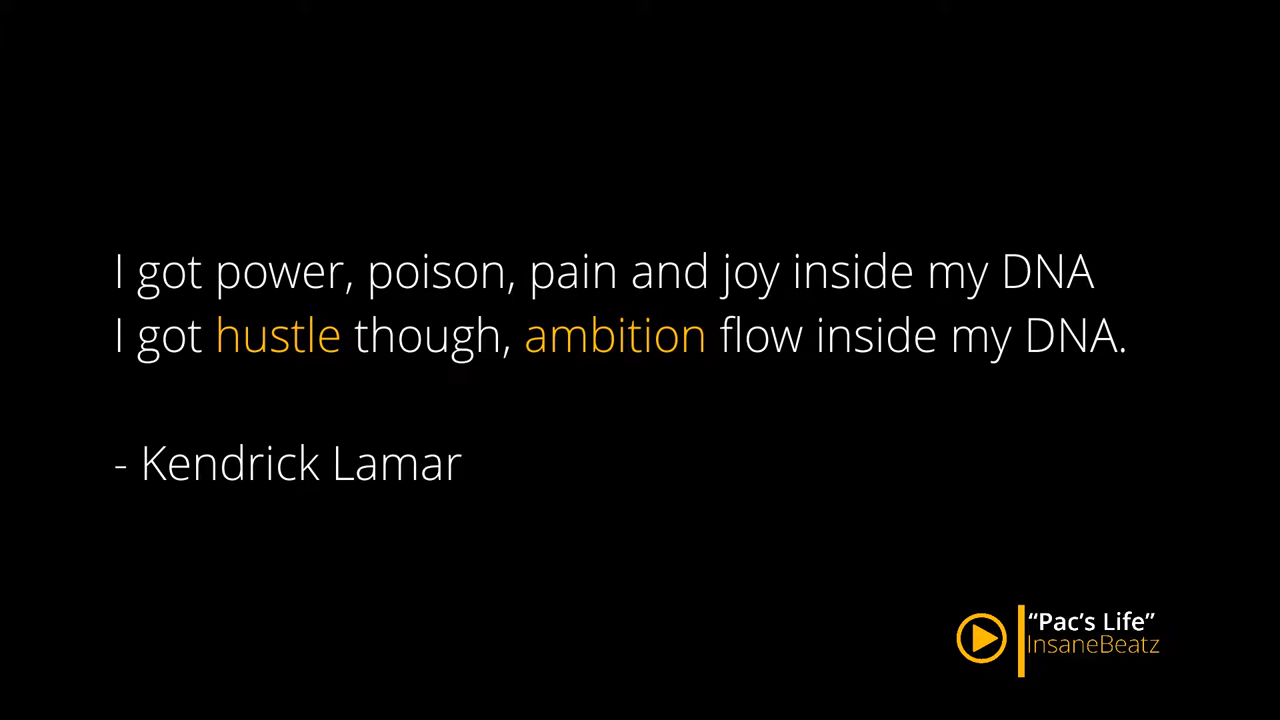 I got power, poison, pain and joy inside my DNA
I got hustle though, ambition flow inside my DNA.
- Kendrick Lamar
“Pac’s Life”
InsaneBeatz